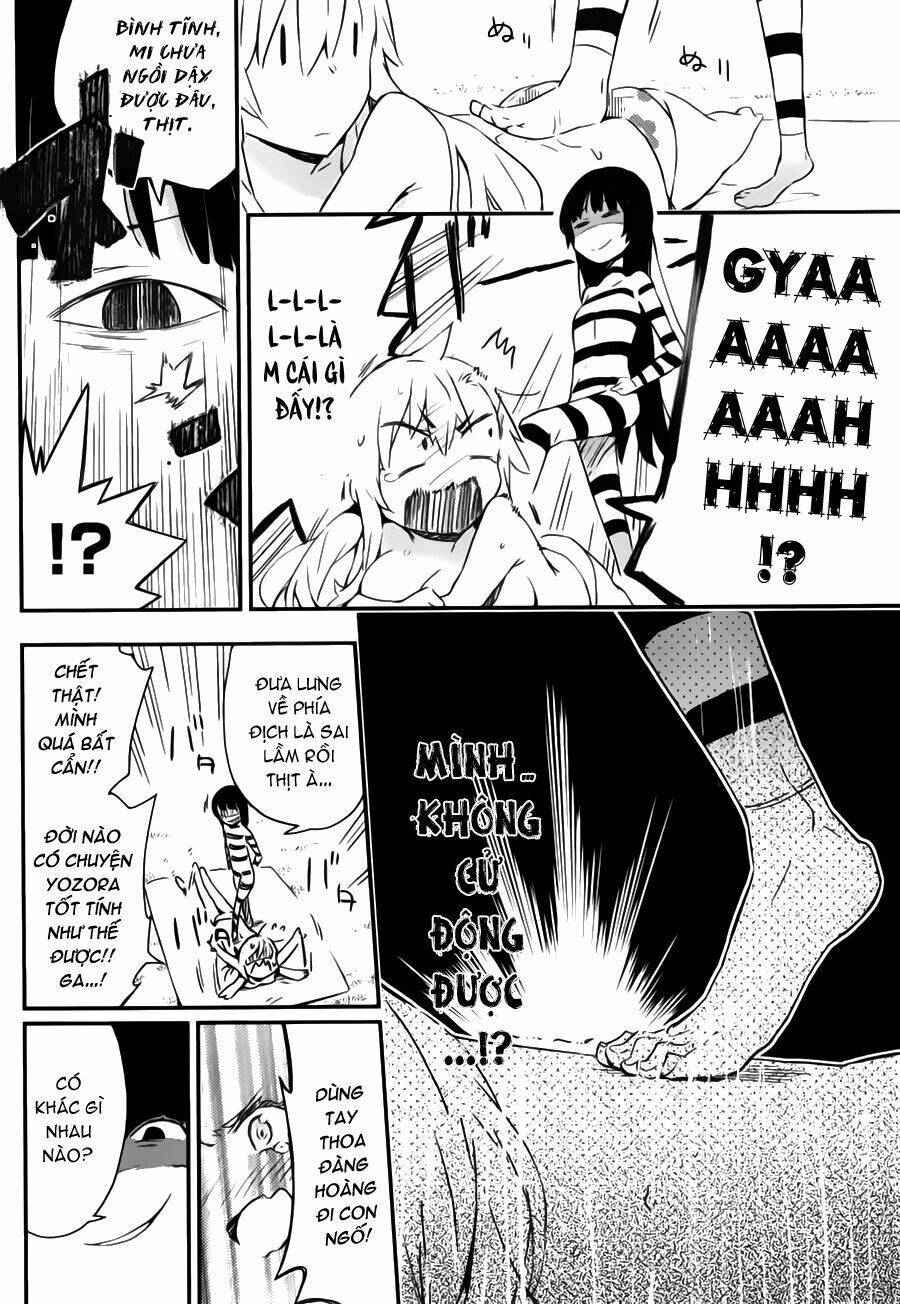 ぬい
ぬい
GYAA
AAAA
AAAH
HHHH
!?
L-L-L-
L-L-LÀ
M CÁI GÌ
ĐẤY!?
BÌNH TĨNH,
MI CHƯA
NGỒI DẬY
ĐƯỢC ĐÂU,
THỊT.
!?
MÌNH..
KHÔNG
CỬ
ĐỘNG
ĐƯỢC
...!?
ĐƯA LƯNG
VỀ PHÍA
ĐỊCH LÀ SAI
LẦM RỒI
THỊT À...
CHẾT
THẬT!
MÌNH
QUÁ BẤT
CẨN!!
ĐỜI NÀO
CÓ CHUYỆN
YOZORA
TỐT TÍNH
NHƯ THẾ
ĐƯỢC!!
GA...!
DÙNG
TAY
THOA
ĐÀNG
HOÀNG
ĐI CON
NGỐ!
CÓ
KHÁC GÌ
NHAU
NÀO?